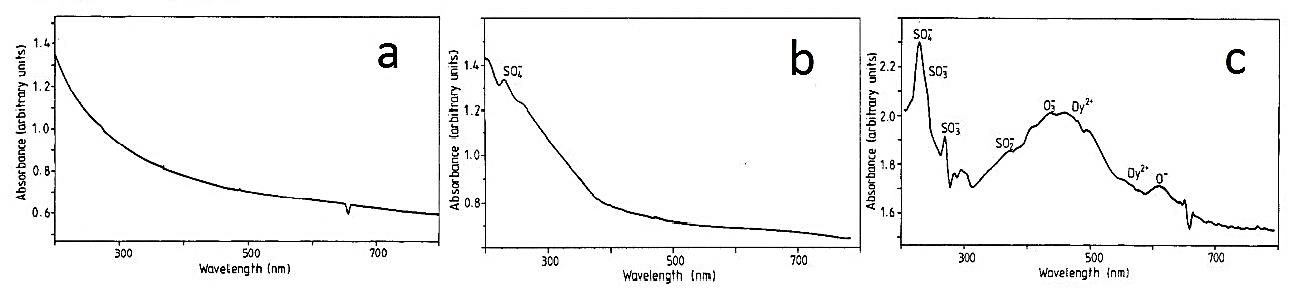 a
Absorbance (arbitrary units)
1.4
1.2
1.0
0.8
0.6
300
500
700
Wavelength (nm)
b
SO₄⁻
Absorbance (arbitrary units)
1.4
1.2
1.0
0.8
300
500
700
Wavelength (nm)
c
SO₄⁻
SO₃⁻
SO₃⁻
SO₂⁻
O₃⁻
Dy²⁺
Dy²⁺
O⁻
Absorbance (arbitrary units)
2.2
2.0
1.8
1.6
300
500
700
Wavelength (nm)